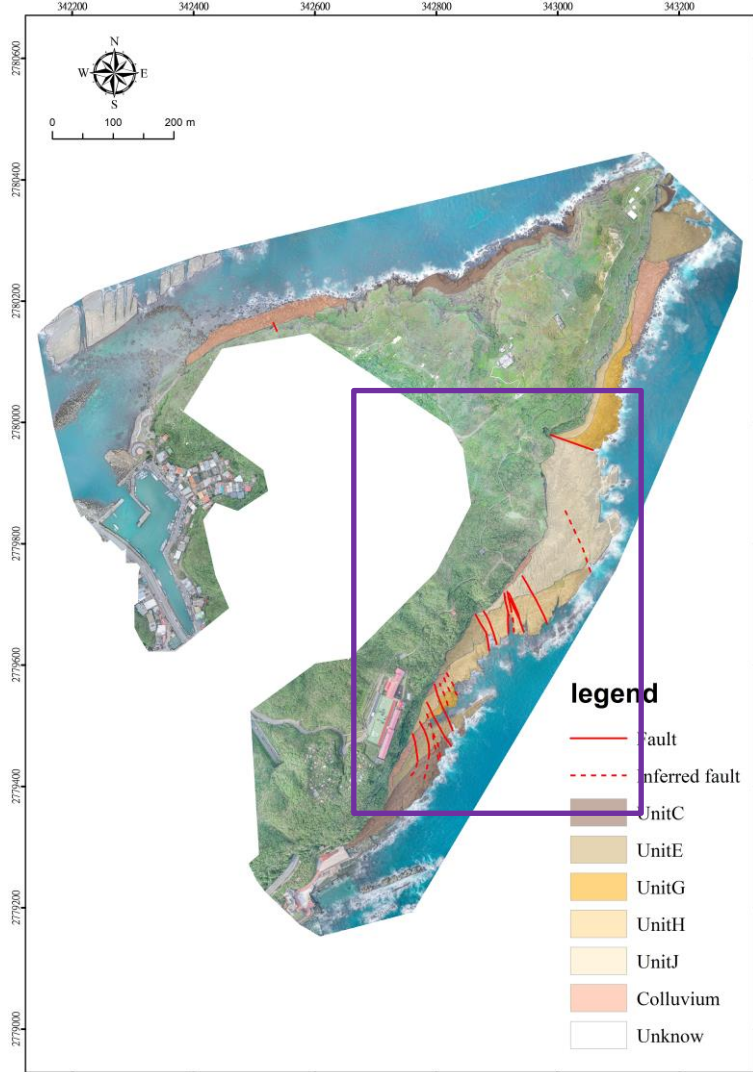 342200 342400 342600 342800 343000 343200
N
W E
S
0 100 200 m
2780600
2780400
2780200
2780000
2779800
2779600
2779400
2779200
2779000
legend
Fault
Inferred fault
UnitC
UnitE
UnitG
UnitH
UnitJ
Colluvium
Unknow